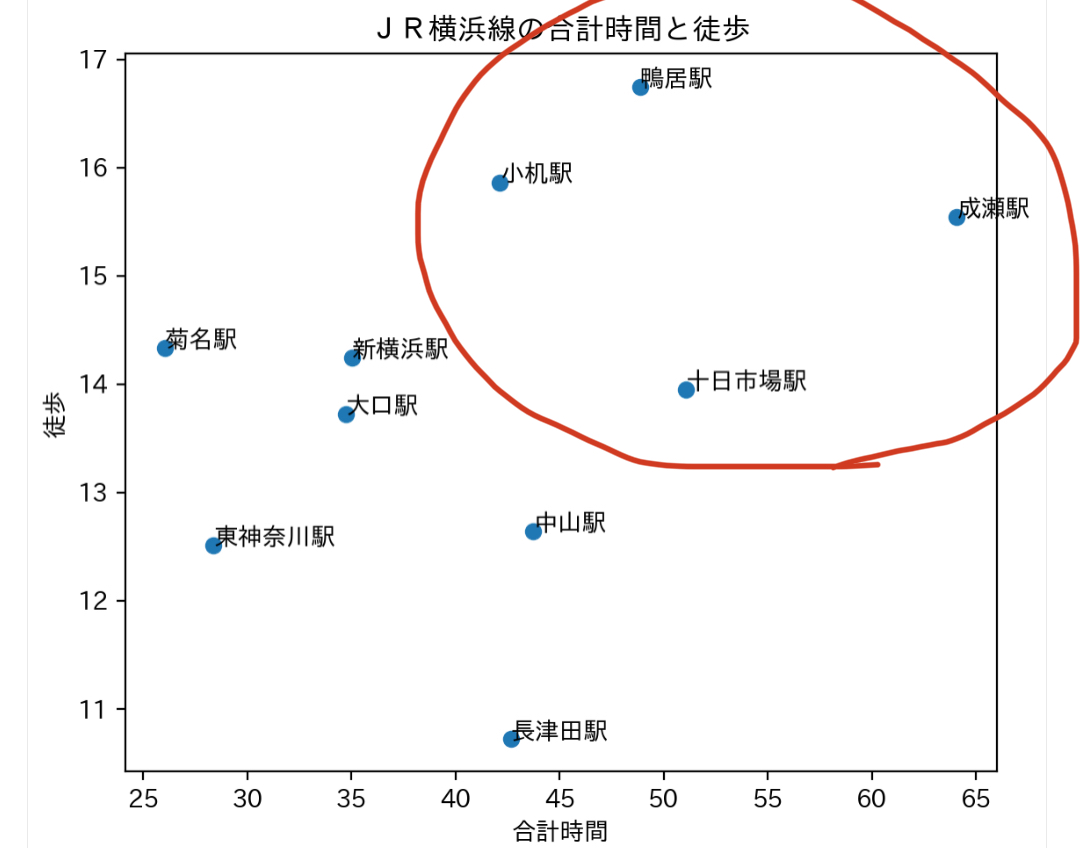 ＪＲ横浜線の合計時間と徒歩
17
鴨居駅
16
小机駅
成瀬駅
15
菊名駅
新横浜駅
14
十日市場駅
大口駅
徒歩
13
中山駅
東神奈川駅
12
11
長津田駅
25 30 35 40 45 50 55 60 65
合計時間